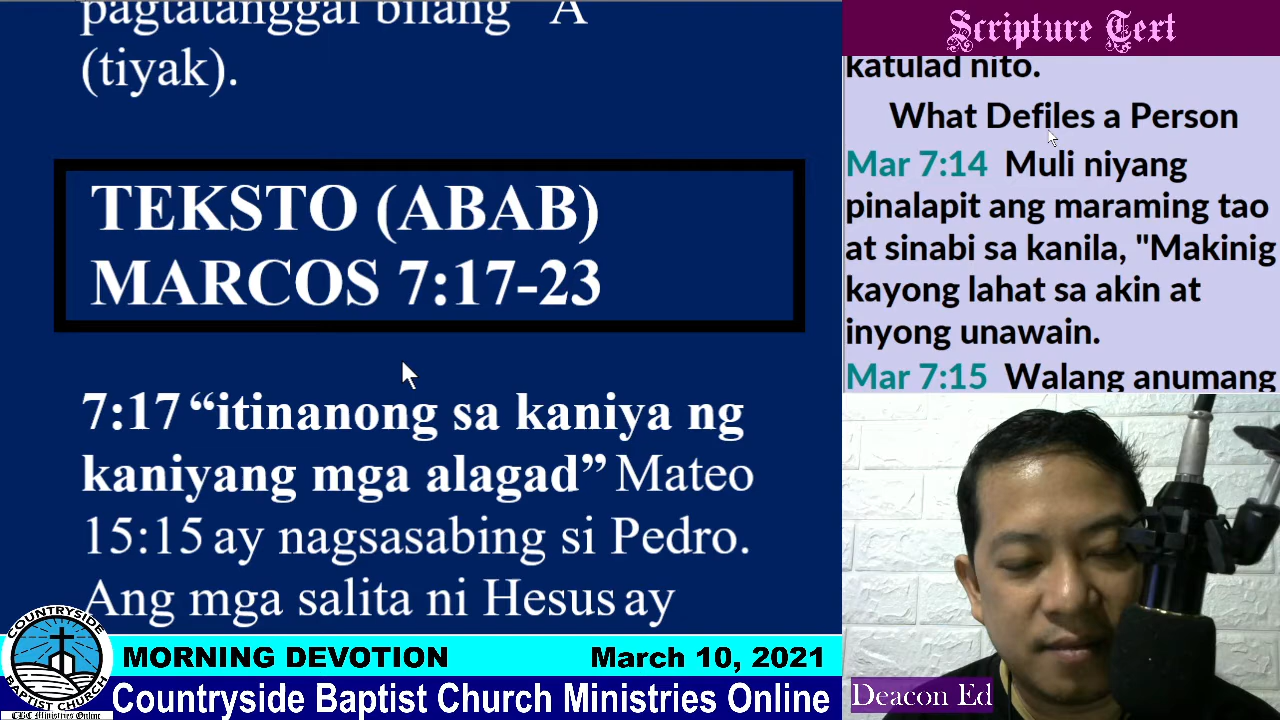 pagtatanggal bilang "A
(tiyak).
TEKSTO (ABAB)
MARCOS 7:17-23
7:17 “itinanong sa kaniya ng
kaniyang mga alagad” Mateo
15:15 ay nagsasabing si Pedro.
Ang mga salita ni Hesus ay
Scripture Text
katulad nito.
What Defiles a Person
Mar 7:14 Muli niyang
pinalapit ang maraming tao
at sinabi sa kanila, "Makinig
kayong lahat sa akin at
inyong unawain.
Mar 7:15 Walang anumang
COUNTRYSIDE
BAPTIST CHURCH
CBC Ministries Online
MORNING DEVOTION March 10, 2021
Countryside Baptist Church Ministries Online
Deacon Ed